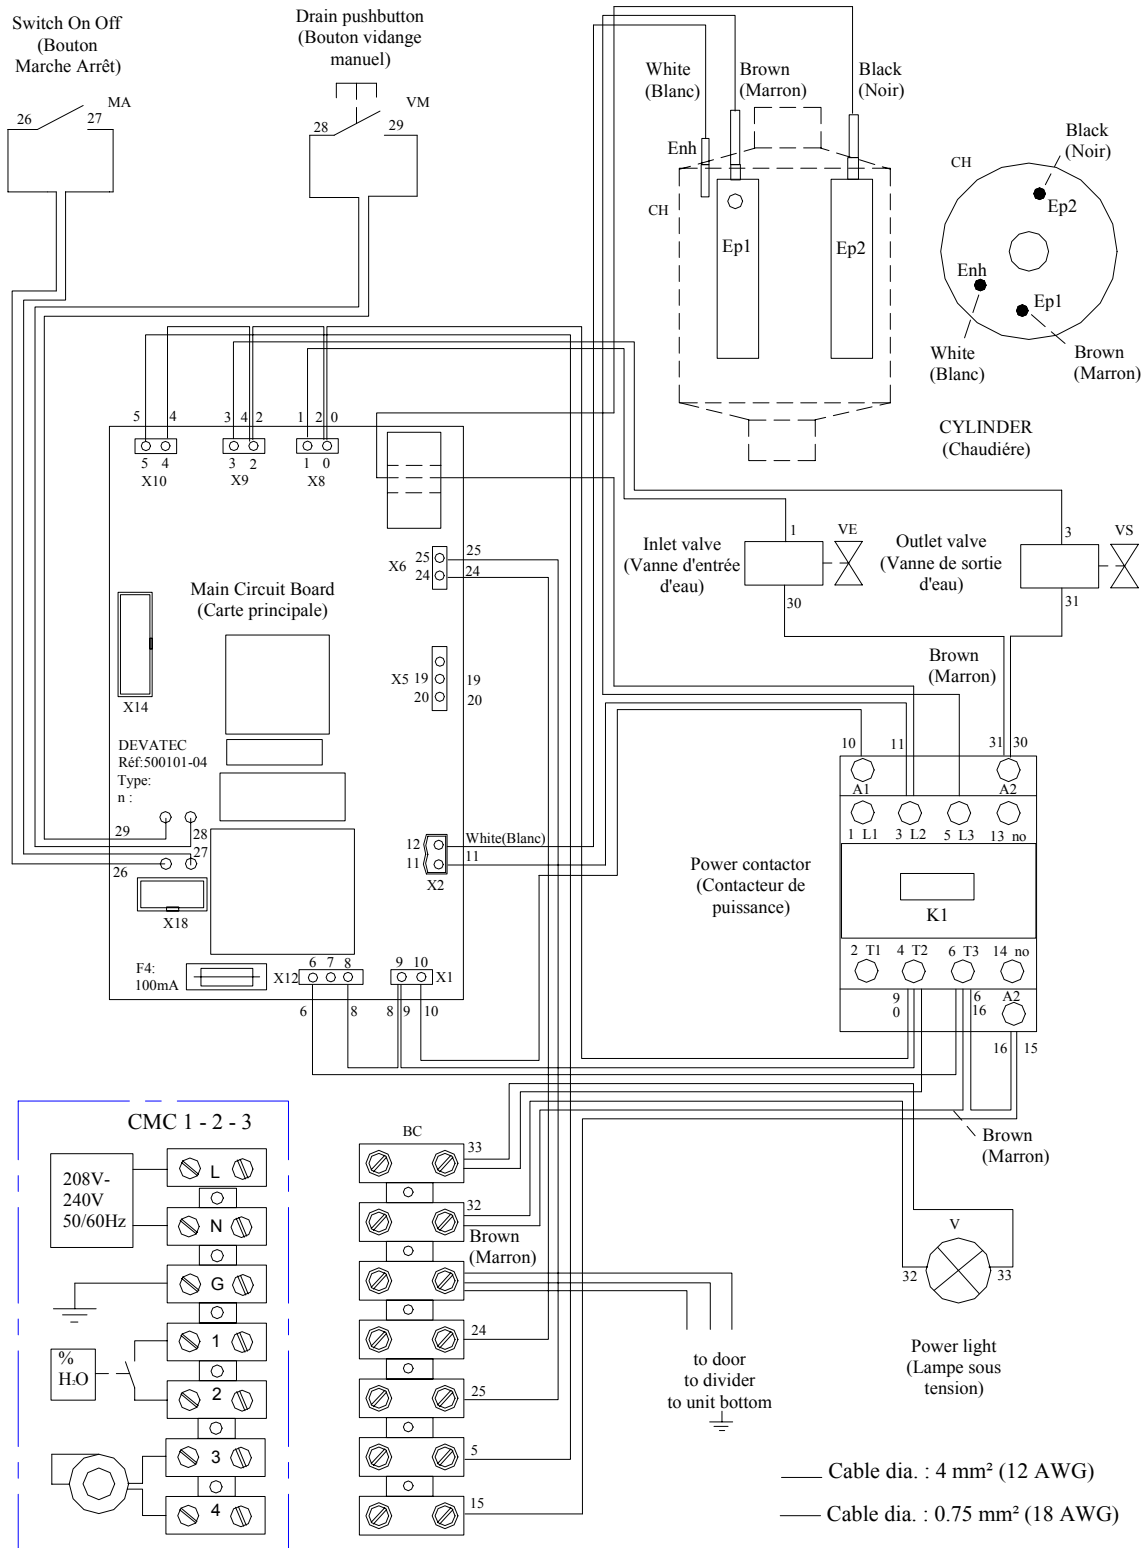 Switch On Off
(Bouton
Marche Arrêt)
MA
26
27
Drain pushbutton
(Bouton vidange
manuel)
VM
28
29
White
(Blanc)
Brown
(Marron)
Black
(Noir)
Enh
CH
Ep1
Ep2
CH
Black
(Noir)
Ep2
Enh
Ep1
White
(Blanc)
Brown
(Marron)
CYLINDER
(Chaudiére)
5 4
3 4 2
1 2 0
5 4
3 2
1 0
X10
X9
X8
X6
25
24
25
24
Main Circuit Board
(Carte principale)
X5
19
20
19
20
X14
DEVATEC
Réf:500101-04
Type:
n :
29
28
27
26
X18
12
11
White(Blanc)
11
X2
F4:
100mA
X12
6 7 8
9 10
X1
6
8
8
9
10
Inlet valve
(Vanne d'entrée
d'eau)
1
VE
30
Outlet valve
(Vanne de sortie
d'eau)
3
VS
31
Brown
(Marron)
10
11
31
30
A1
A2
1 L1
3 L2
5 L3
13 no
Power contactor
(Contacteur de
puissance)
K1
2 T1
4 T2
6 T3
14 no
9
0
6
16
A2
16
15
Brown
(Marron)
CMC 1 - 2 - 3
208V-
240V
50/60Hz
L
N
G
1
2
3
4
%
H2O
BC
33
32
Brown
(Marron)
24
25
5
15
to door
to divider
to unit bottom
V
32
33
Power light
(Lampe sous
tension)
Cable dia. : 4 mm² (12 AWG)
Cable dia. : 0.75 mm² (18 AWG)